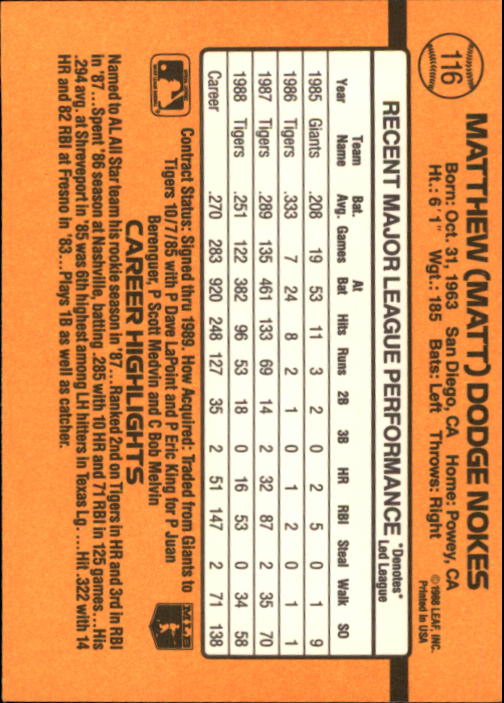 116
MATTHEW (MATT) DODGE NOKES
Born: Oct. 31, 1963 San Diego, CA Home: Powey, CA
Ht.: 6'1" Wgt.: 185 Bats: Left Throws: Right
©1988 LEAF, INC.
Printed in USA
RECENT MAJOR LEAGUE PERFORMANCE
*Denotes*
Led League
Year Team Name Bat. Avg. Games At Bat Hits Runs 2B 3B HR RBI Steal Walk SO
1985 Giants .208 19 53 11 3 2 0 2 5 0 1 9
1986 Tigers .333 7 24 8 2 1 0 1 2 0 1 1
1987 Tigers .289 135 461 133 69 14 2 32 87 2 35 70
1988 Tigers .251 122 382 96 53 18 0 16 53 0 34 58
Career .270 283 920 248 127 35 2 51 147 2 71 138
Contract Status: Signed thru 1989. How Acquired: Traded from Giants to
Tigers 10/7/85 with P Dave LaPoint and P Eric King for P Juan
Berenguer, P Scott Medvin and C Bob Melvin
MLB
CAREER HIGHLIGHTS
Named to AL All Star team his rookie season in '87...Ranked 2nd on Tigers in HR and 3rd in RBI
in '87...Spent '86 season at Nashville, batting .285 with 10 HR and 71 RBI in 125 games...His
.294 avg. at Shreveport in '85 was 6th highest among LH hitters in Texas Lg. ...Hit .322 with 14
HR and 82 RBI at Fresno in '83...Plays 1B as well as catcher.